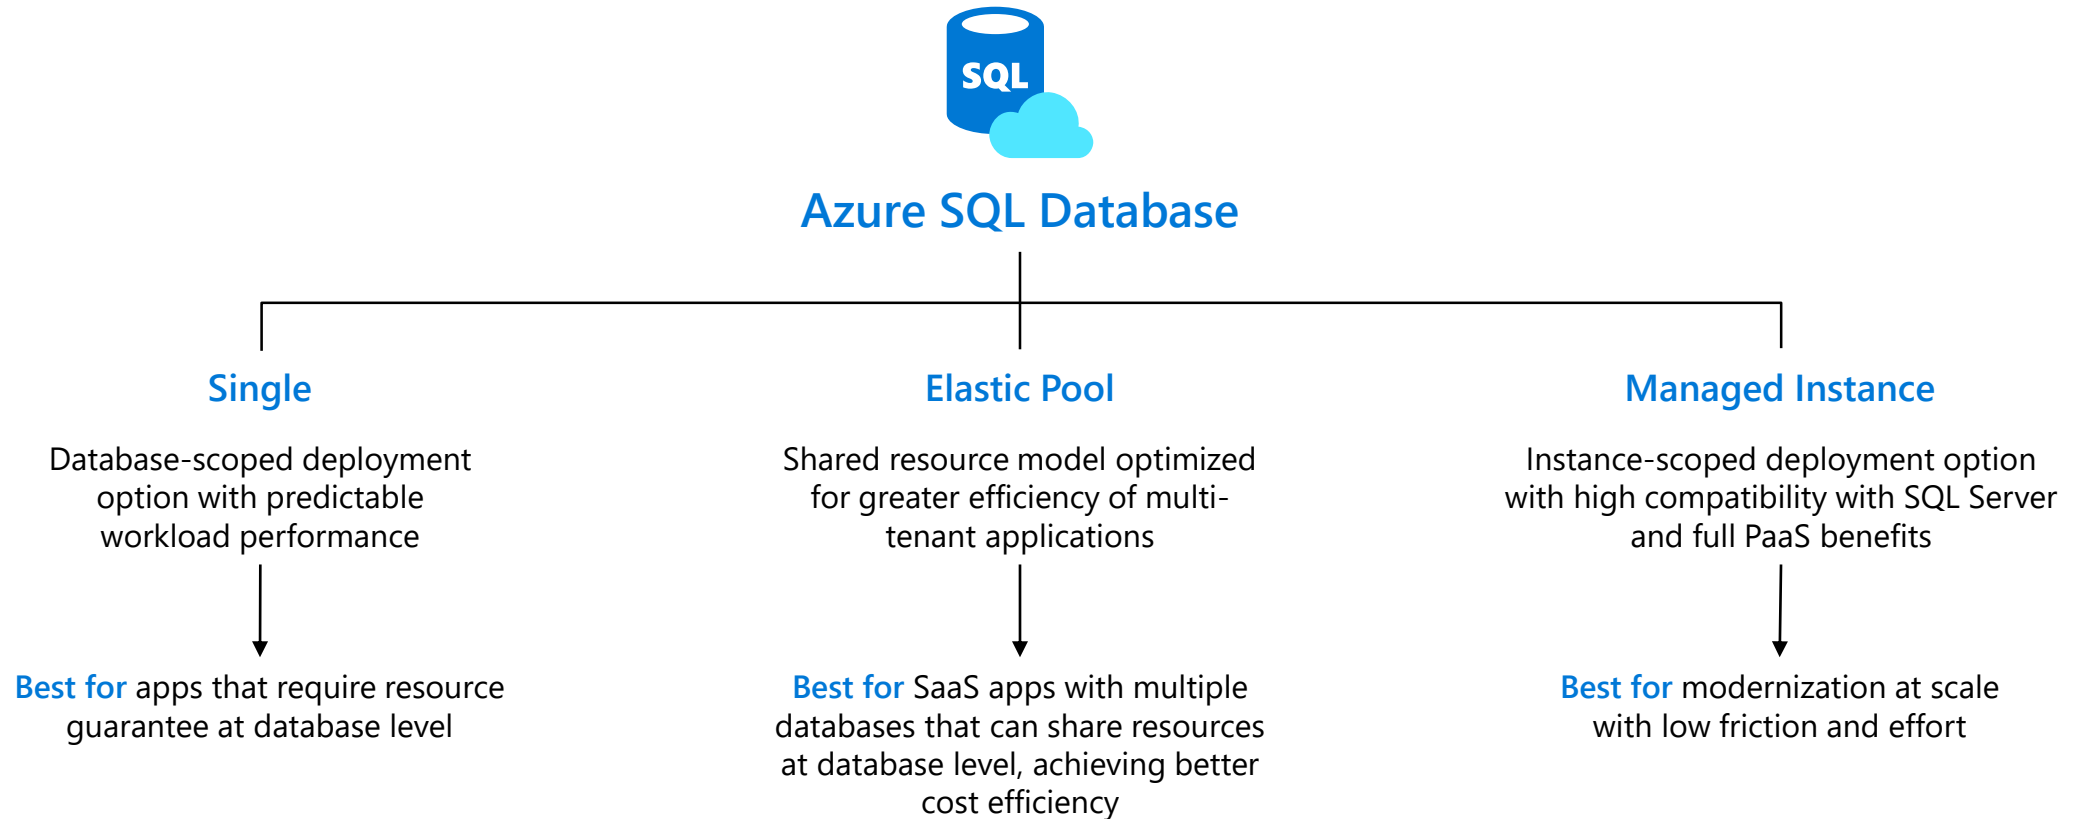 SQL
Azure SQL Database
Single
Database-scoped deployment
option with predictable
workload performance
Best for apps that require resource
guarantee at database level
Elastic Pool
Shared resource model optimized
for greater efficiency of multi-
tenant applications
Best for SaaS apps with multiple
databases that can share resources
at database level, achieving better
cost efficiency
Managed Instance
Instance-scoped deployment option
with high compatibility with SQL Server
and full PaaS benefits
Best for modernization at scale
with low friction and effort